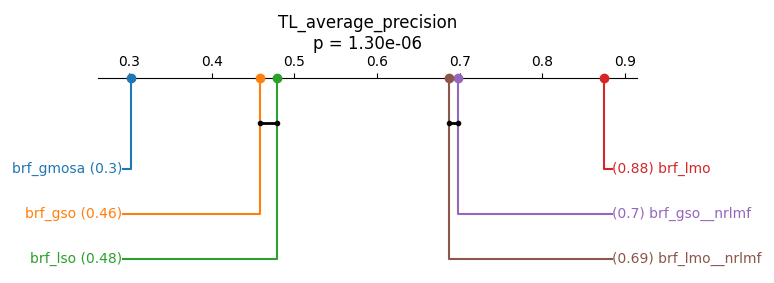 TL_average_precision
p = 1.30e-06
0.3 0.4 0.5 0.6 0.7 0.8 0.9
brf_gmosa (0.3) (0.88) brf_lmo
brf_gso (0.46) (0.7) brf_gso__nrlmf
brf_lso (0.48) (0.69) brf_lmo__nrlmf